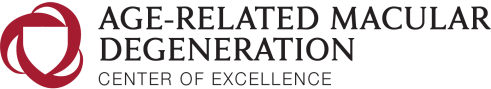 AGE-RELATED MACULAR
DEGENERATION
CENTER OF EXCELLENCE